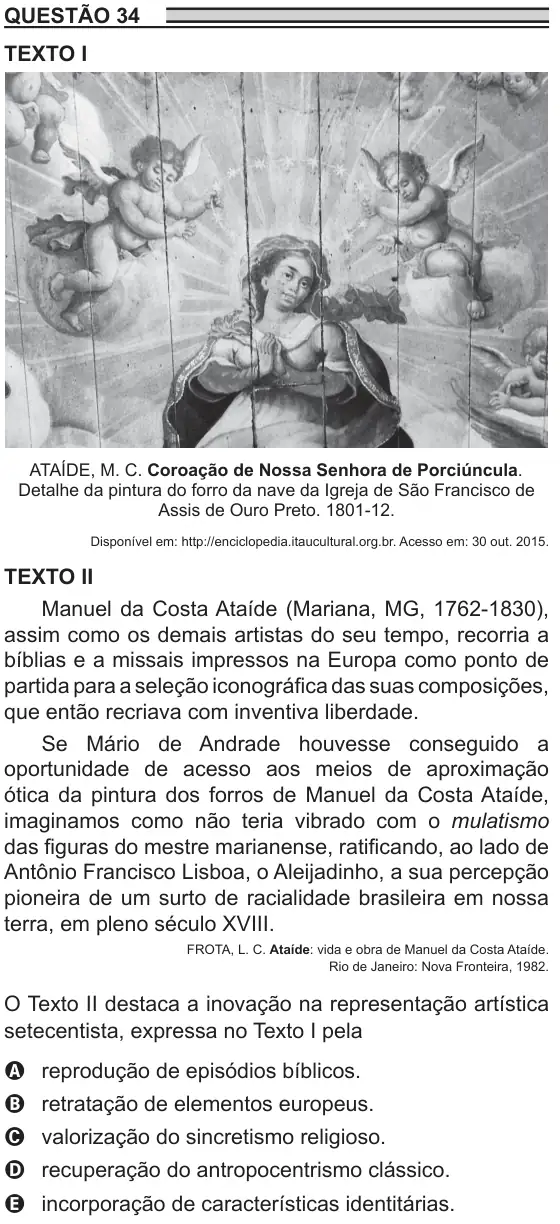 QUESTÃO 34
TEXTO I
ATAÍDE, M. C. Coroação de Nossa Senhora de Porciúncula.
Detalhe da pintura do forro da nave da Igreja de São Francisco de
Assis de Ouro Preto. 1801-12.
Disponível em: http://enciclopedia.itaucultural.org.br. Acesso em: 30 out. 2015.
TEXTO II
Manuel da Costa Ataíde (Mariana, MG, 1762-1830),
assim como os demais artistas do seu tempo, recorria a
bíblias e a missais impressos na Europa como ponto de
partida para a seleção iconográfica das suas composições,
que então recriava com inventiva liberdade.
Se Mário de Andrade houvesse conseguido a
oportunidade de acesso aos meios de aproximação
ótica da pintura dos forros de Manuel da Costa Ataíde,
imaginamos como não teria vibrado com o mulatismo
das figuras do mestre marianense, ratificando, ao lado de
Antônio Francisco Lisboa, o Aleijadinho, a sua percepção
pioneira de um surto de racialidade brasileira em nossa
terra, em pleno século XVIII.
FROTA, L. C. Ataíde: vida e obra de Manuel da Costa Ataíde.
Rio de Janeiro: Nova Fronteira, 1982.
O Texto II destaca a inovação na representação artística
setecentista, expressa no Texto I pela
A reprodução de episódios bíblicos.
B retratação de elementos europeus.
C valorização do sincretismo religioso.
D recuperação do antropocentrismo clássico.
E incorporação de características identitárias.